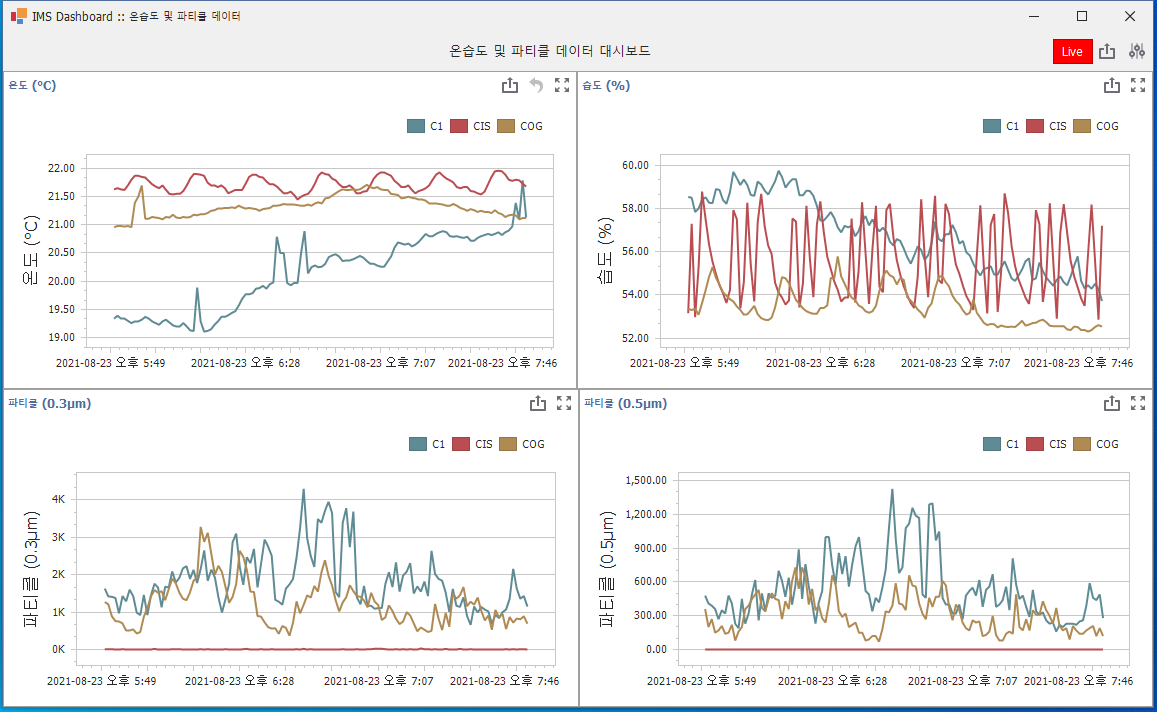 IMS Dashboard :: 온습도 및 파티클 데이터
온습도 및 파티클 데이터 대시보드
Live
온도 (°C)
C1 CIS COG
온도 (°C)
22.00
21.50
21.00
20.50
20.00
19.50
19.00
2021-08-23 오후 5:49 2021-08-23 오후 6:28 2021-08-23 오후 7:07 2021-08-23 오후 7:46
습도 (%)
C1 CIS COG
습도 (%)
60.00
58.00
56.00
54.00
52.00
2021-08-23 오후 5:49 2021-08-23 오후 6:28 2021-08-23 오후 7:07 2021-08-23 오후 7:46
파티클 (0.3μm)
C1 CIS COG
파티클 (0.3μm)
4K
3K
2K
1K
0K
2021-08-23 오후 5:49 2021-08-23 오후 6:28 2021-08-23 오후 7:07 2021-08-23 오후 7:46
파티클 (0.5μm)
C1 CIS COG
파티클 (0.5μm)
1,500.00
1,200.00
900.00
600.00
300.00
0.00
2021-08-23 오후 5:49 2021-08-23 오후 6:28 2021-08-23 오후 7:07 2021-08-23 오후 7:46